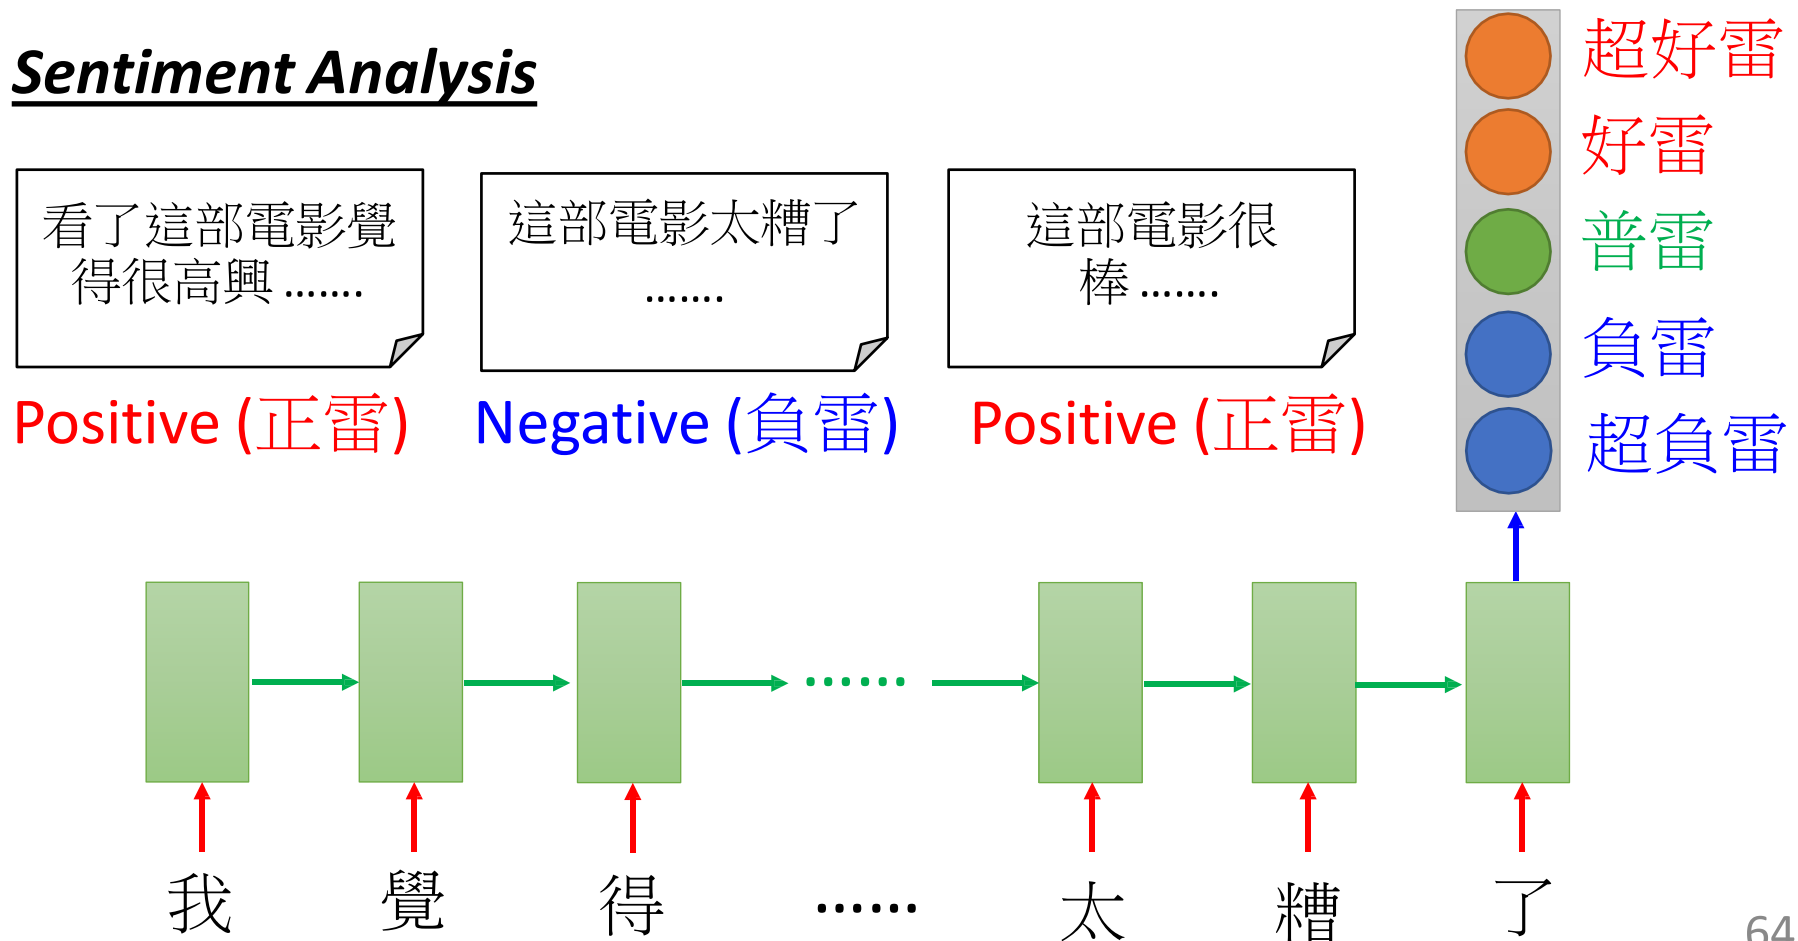 Sentiment Analysis
看了這部電影覺
得很高興 .......
Positive (正雷)
這部電影太糟了
.......
Negative (負雷)
這部電影很
棒 .......
Positive (正雷)
超好雷
好雷
普雷
負雷
超負雷
......
我 覺 得 ...... 太 糟 了
64